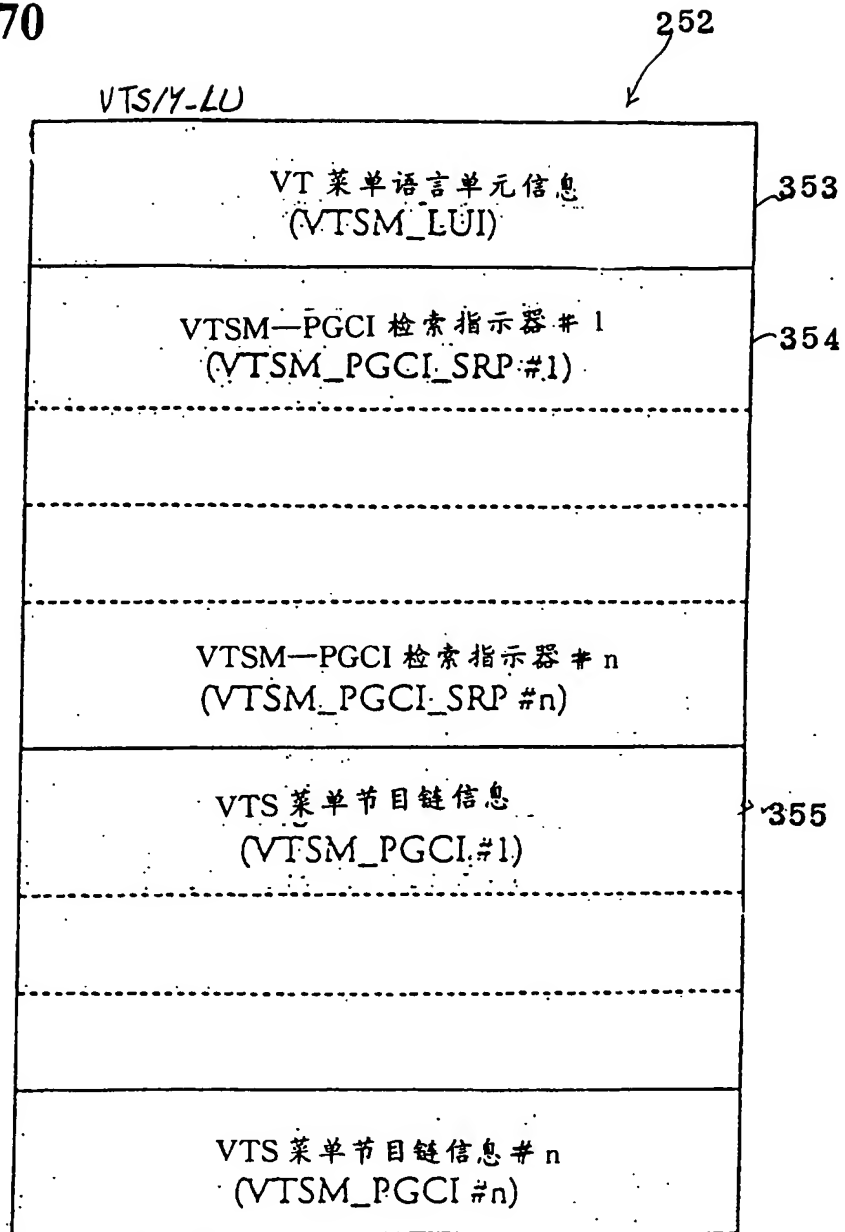 70
252
VTSM-LU
VT 菜单语言单元信息
(VTSM_LUI)
353
VTSM—PGCI 检索指示器 # 1
(VTSM_PGCI_SRP #1)
354
VTSM—PGCI 检索指示器 # n
(VTSM_PGCI_SRP #n)
VTS 菜单节目链信息
(VTSM_PGCI #1)
355
VTS 菜单节目链信息 # n
(VTSM_PGCI #n)